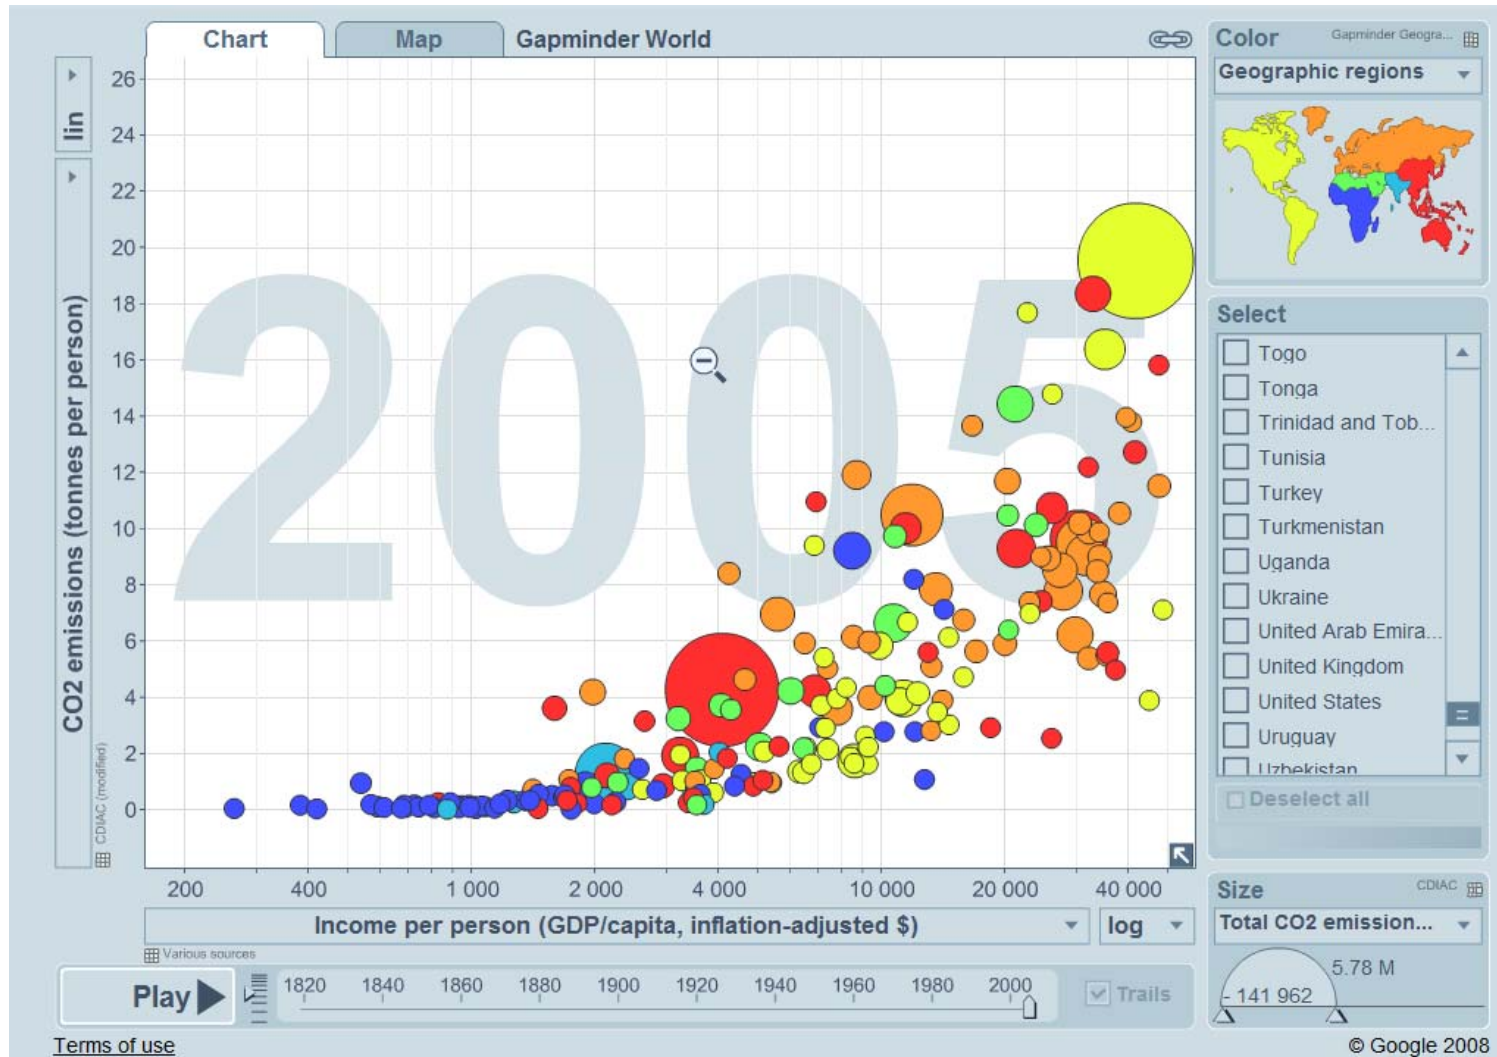 Chart
Map
Gapminder World
Color
Gapminder Geogra...
Geographic regions
lin
CO2 emissions (tonnes per person)
CDIAC (modified)
26
24
22
20
18
16
14
12
10
8
6
4
2
0
2005
200
400
1 000
2 000
4 000
10 000
20 000
40 000
Income per person (GDP/capita, inflation-adjusted $)
log
Various sources
Select
Togo
Tonga
Trinidad and Tob...
Tunisia
Turkey
Turkmenistan
Uganda
Ukraine
United Arab Emira...
United Kingdom
United States
Uruguay
Uzbekistan
Deselect all
Size
CDIAC
Total CO2 emission...
5.78 M
- 141 962
Play
1820 1840 1860 1880 1900 1920 1940 1960 1980 2000
Trails
Terms of use
© Google 2008